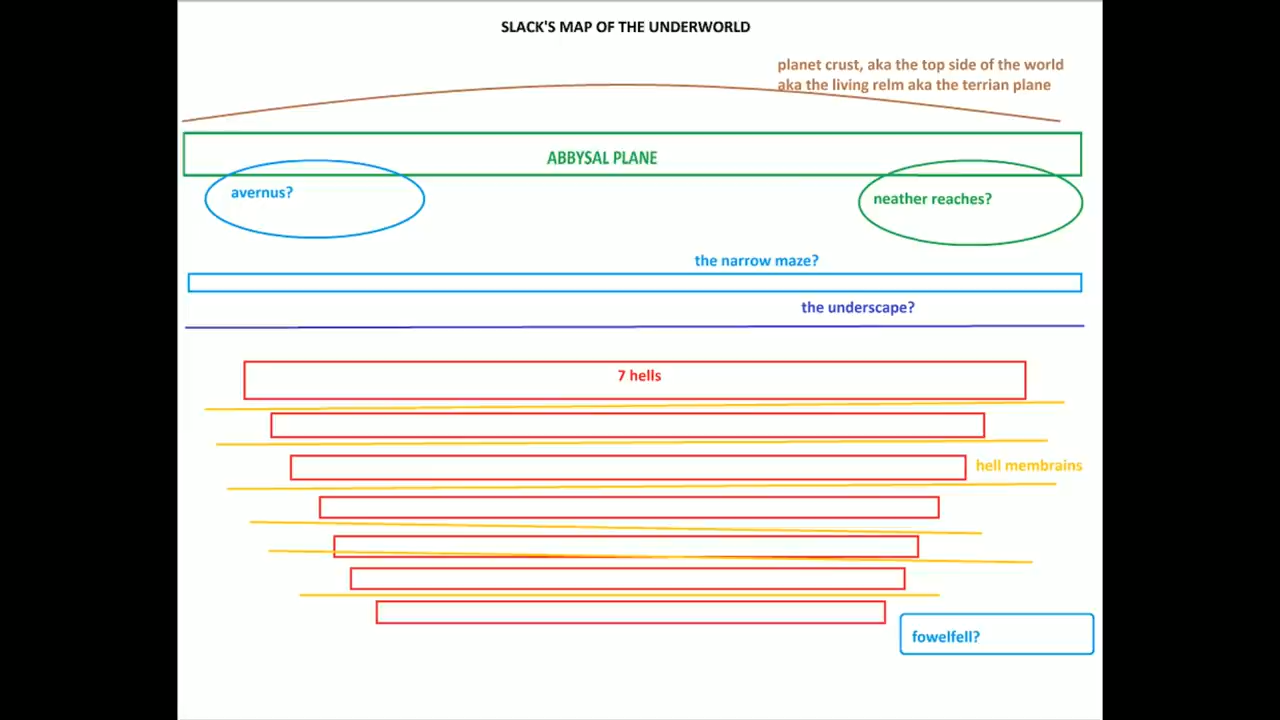 SLACK'S MAP OF THE UNDERWORLD
planet crust, aka the top side of the world
aka the living relm aka the terrian plane
ABBYSAL PLANE
avernus?
neather reaches?
the narrow maze?
the underscape?
7 hells
hell membrains
fowelfell?